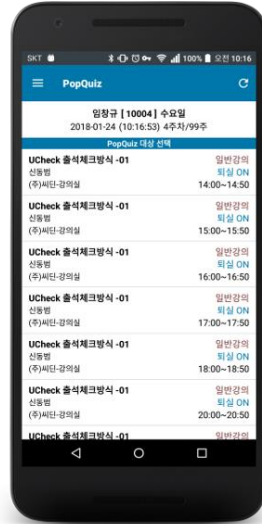 SKT 100% 오전 10:16
PopQuiz
임창규 [ 10004 ] 수요일
2018-01-24 (10:16:53) 4주차/99주
PopQuiz 대상 선택
UCheck 출석체크방식 -01 일반강의
신동범 퇴실 ON
(주)씨딘-강의실 14:00~14:50
UCheck 출석체크방식 -01 일반강의
신동범 퇴실 ON
(주)씨딘-강의실 15:00~15:50
UCheck 출석체크방식 -01 일반강의
신동범 퇴실 ON
(주)씨딘-강의실 16:00~16:50
UCheck 출석체크방식 -01 일반강의
신동범 퇴실 ON
(주)씨딘-강의실 17:00~17:50
UCheck 출석체크방식 -01 일반강의
신동범 퇴실 ON
(주)씨딘-강의실 18:00~18:50
UCheck 출석체크방식 -01 일반강의
신동범 퇴실 ON
(주)씨딘-강의실 20:00~20:50
UCheck 출석체크방식 -01 일반강의